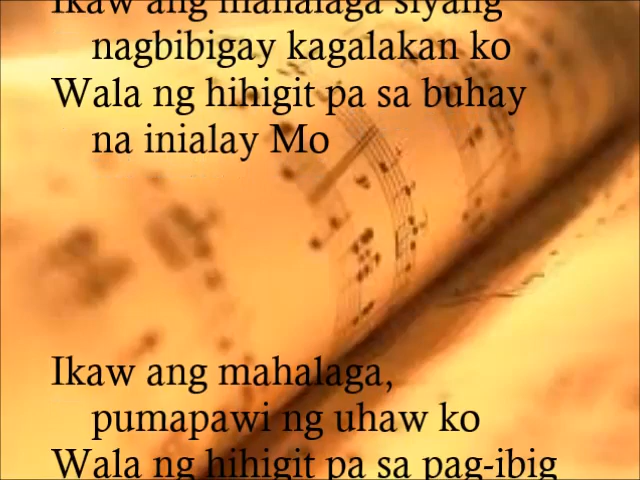 Ikaw ang mahalaga siyang
nagbibigay kagalakan ko
Wala ng hihigit pa sa buhay
na inialay Mo
Ikaw ang mahalaga,
pumapawi ng uhaw ko
Wala ng hihigit pa sa pag-ibig